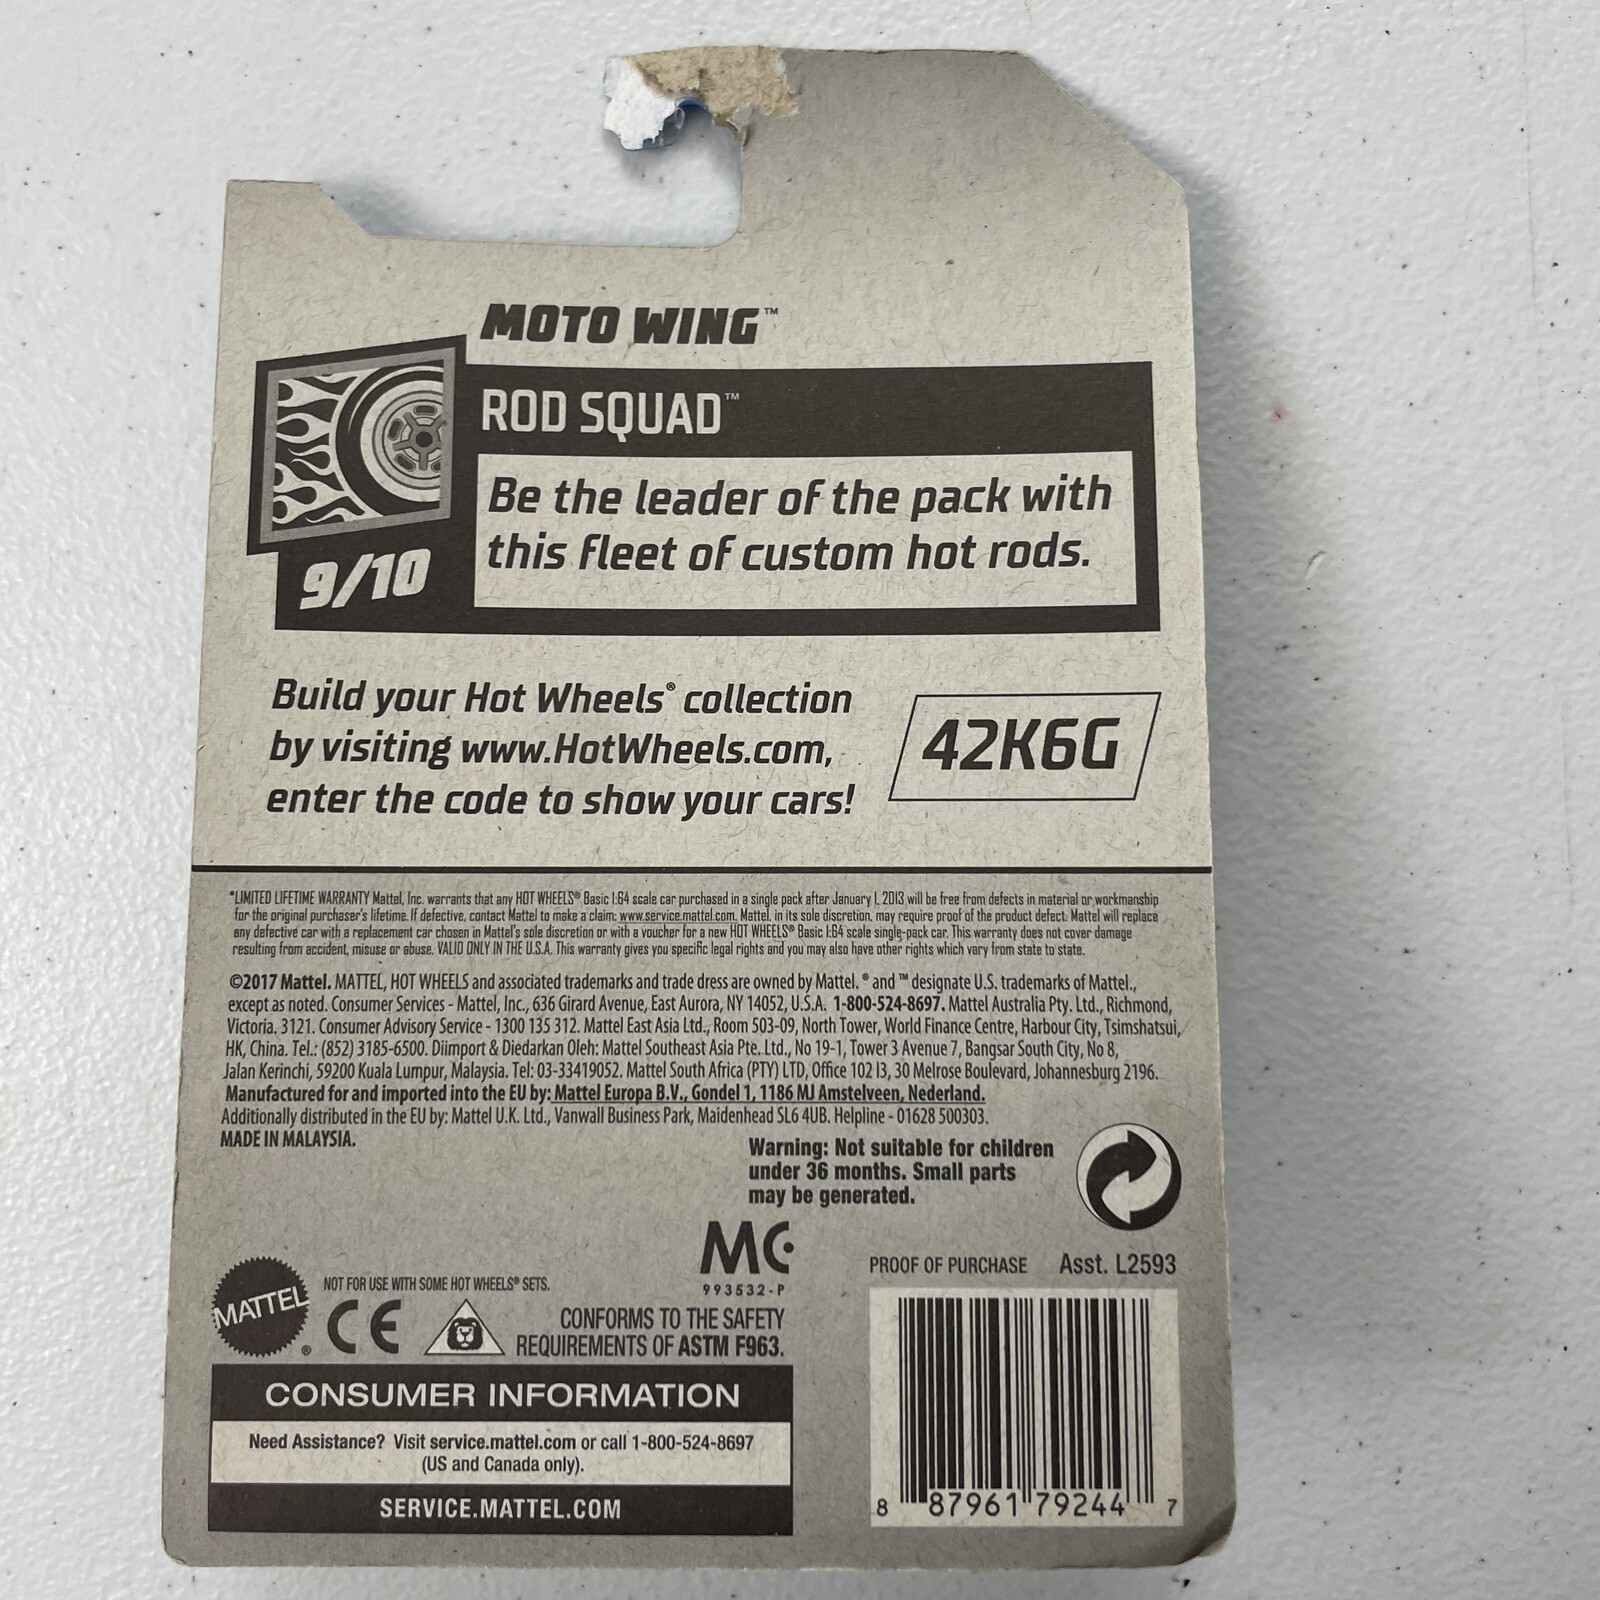 MOTO WING™
ROD SQUAD™
Be the leader of the pack with
this fleet of custom hot rods.
9/10
Build your Hot Wheels® collection
by visiting www.HotWheels.com,
enter the code to show your cars!
42K6G
*LIMITED LIFETIME WARRANTY Mattel, Inc. warrants that any HOT WHEELS® Basic 1:64 scale car purchased in a single pack after January 1, 2013 will be free from defects in material or workmanship
for the original purchaser's lifetime. If defective, contact Mattel to make a claim: www.service.mattel.com. Mattel, in its sole discretion, may require proof of the product defect. Mattel will replace
any defective car with a replacement car chosen in Mattel's sole discretion or with a voucher for a new HOT WHEELS® Basic 1:64 scale single-pack car. This warranty does not cover damage
resulting from accident, misuse or abuse. VALID ONLY IN THE U.S.A. This warranty gives you specific legal rights and you may also have other rights which vary from state to state.
©2017 Mattel. MATTEL, HOT WHEELS and associated trademarks and trade dress are owned by Mattel. ® and ™ designate U.S. trademarks of Mattel.,
except as noted. Consumer Services - Mattel, Inc., 636 Girard Avenue, East Aurora, NY 14052, U.S.A. 1-800-524-8697. Mattel Australia Pty. Ltd., Richmond,
Victoria. 3121. Consumer Advisory Service - 1300 135 312. Mattel East Asia Ltd., Room 503-09, North Tower, World Finance Centre, Harbour City, Tsimshatsui,
HK, China. Tel.: (852) 3185-6500. Diimport & Diedarkan Oleh: Mattel Southeast Asia Pte. Ltd., No 19-1, Tower 3 Avenue 7, Bangsar South City, No 8,
Jalan Kerinchi, 59200 Kuala Lumpur, Malaysia. Tel: 03-33419052. Mattel South Africa (PTY) LTD, Office 102 I3, 30 Melrose Boulevard, Johannesburg 2196.
Manufactured for and imported into the EU by: Mattel Europa B.V., Gondel 1, 1186 MJ Amstelveen, Nederland.
Additionally distributed in the EU by: Mattel U.K. Ltd., Vanwall Business Park, Maidenhead SL6 4UB. Helpline - 01628 500303.
MADE IN MALAYSIA.
Warning: Not suitable for children
under 36 months. Small parts
may be generated.
MC
993532-P
PROOF OF PURCHASE Asst. L2593
MATTEL®
NOT FOR USE WITH SOME HOT WHEELS® SETS.
CE
CONFORMS TO THE SAFETY
REQUIREMENTS OF ASTM F963.
CONSUMER INFORMATION
Need Assistance? Visit service.mattel.com or call 1-800-524-8697
(US and Canada only).
SERVICE.MATTEL.COM
8 87961 79244 7